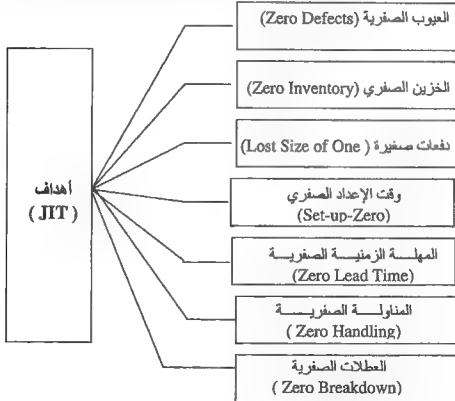 العيوب الصفرية (Zero Defects)
الخزين الصفري (Zero Inventory)
دفعات صغيرة ( Lost Size of One)
أهداف
( JIT )
وقت الإعداد الصفري
(Set-up-Zero)
المهلة الزمنية الصفرية
(Zero Lead Time)
المناولة الصفرية
( Zero Handling)
العطلات الصفرية
( Zero Breakdown)